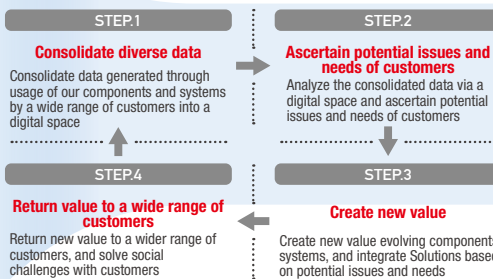 STEP.1
Consolidate diverse data
Consolidate data generated through
usage of our components and systems
by a wide range of customers into a
digital space
STEP.2
Ascertain potential issues and
needs of customers
Analyze the consolidated data via a
digital space and ascertain potential
issues and needs of customers
STEP.3
Create new value
Create new value evolving components
systems, and integrate Solutions based
on potential issues and needs
STEP.4
Return value to a wide range of
customers
Return new value to a wider range of
customers, and solve social
challenges with customers